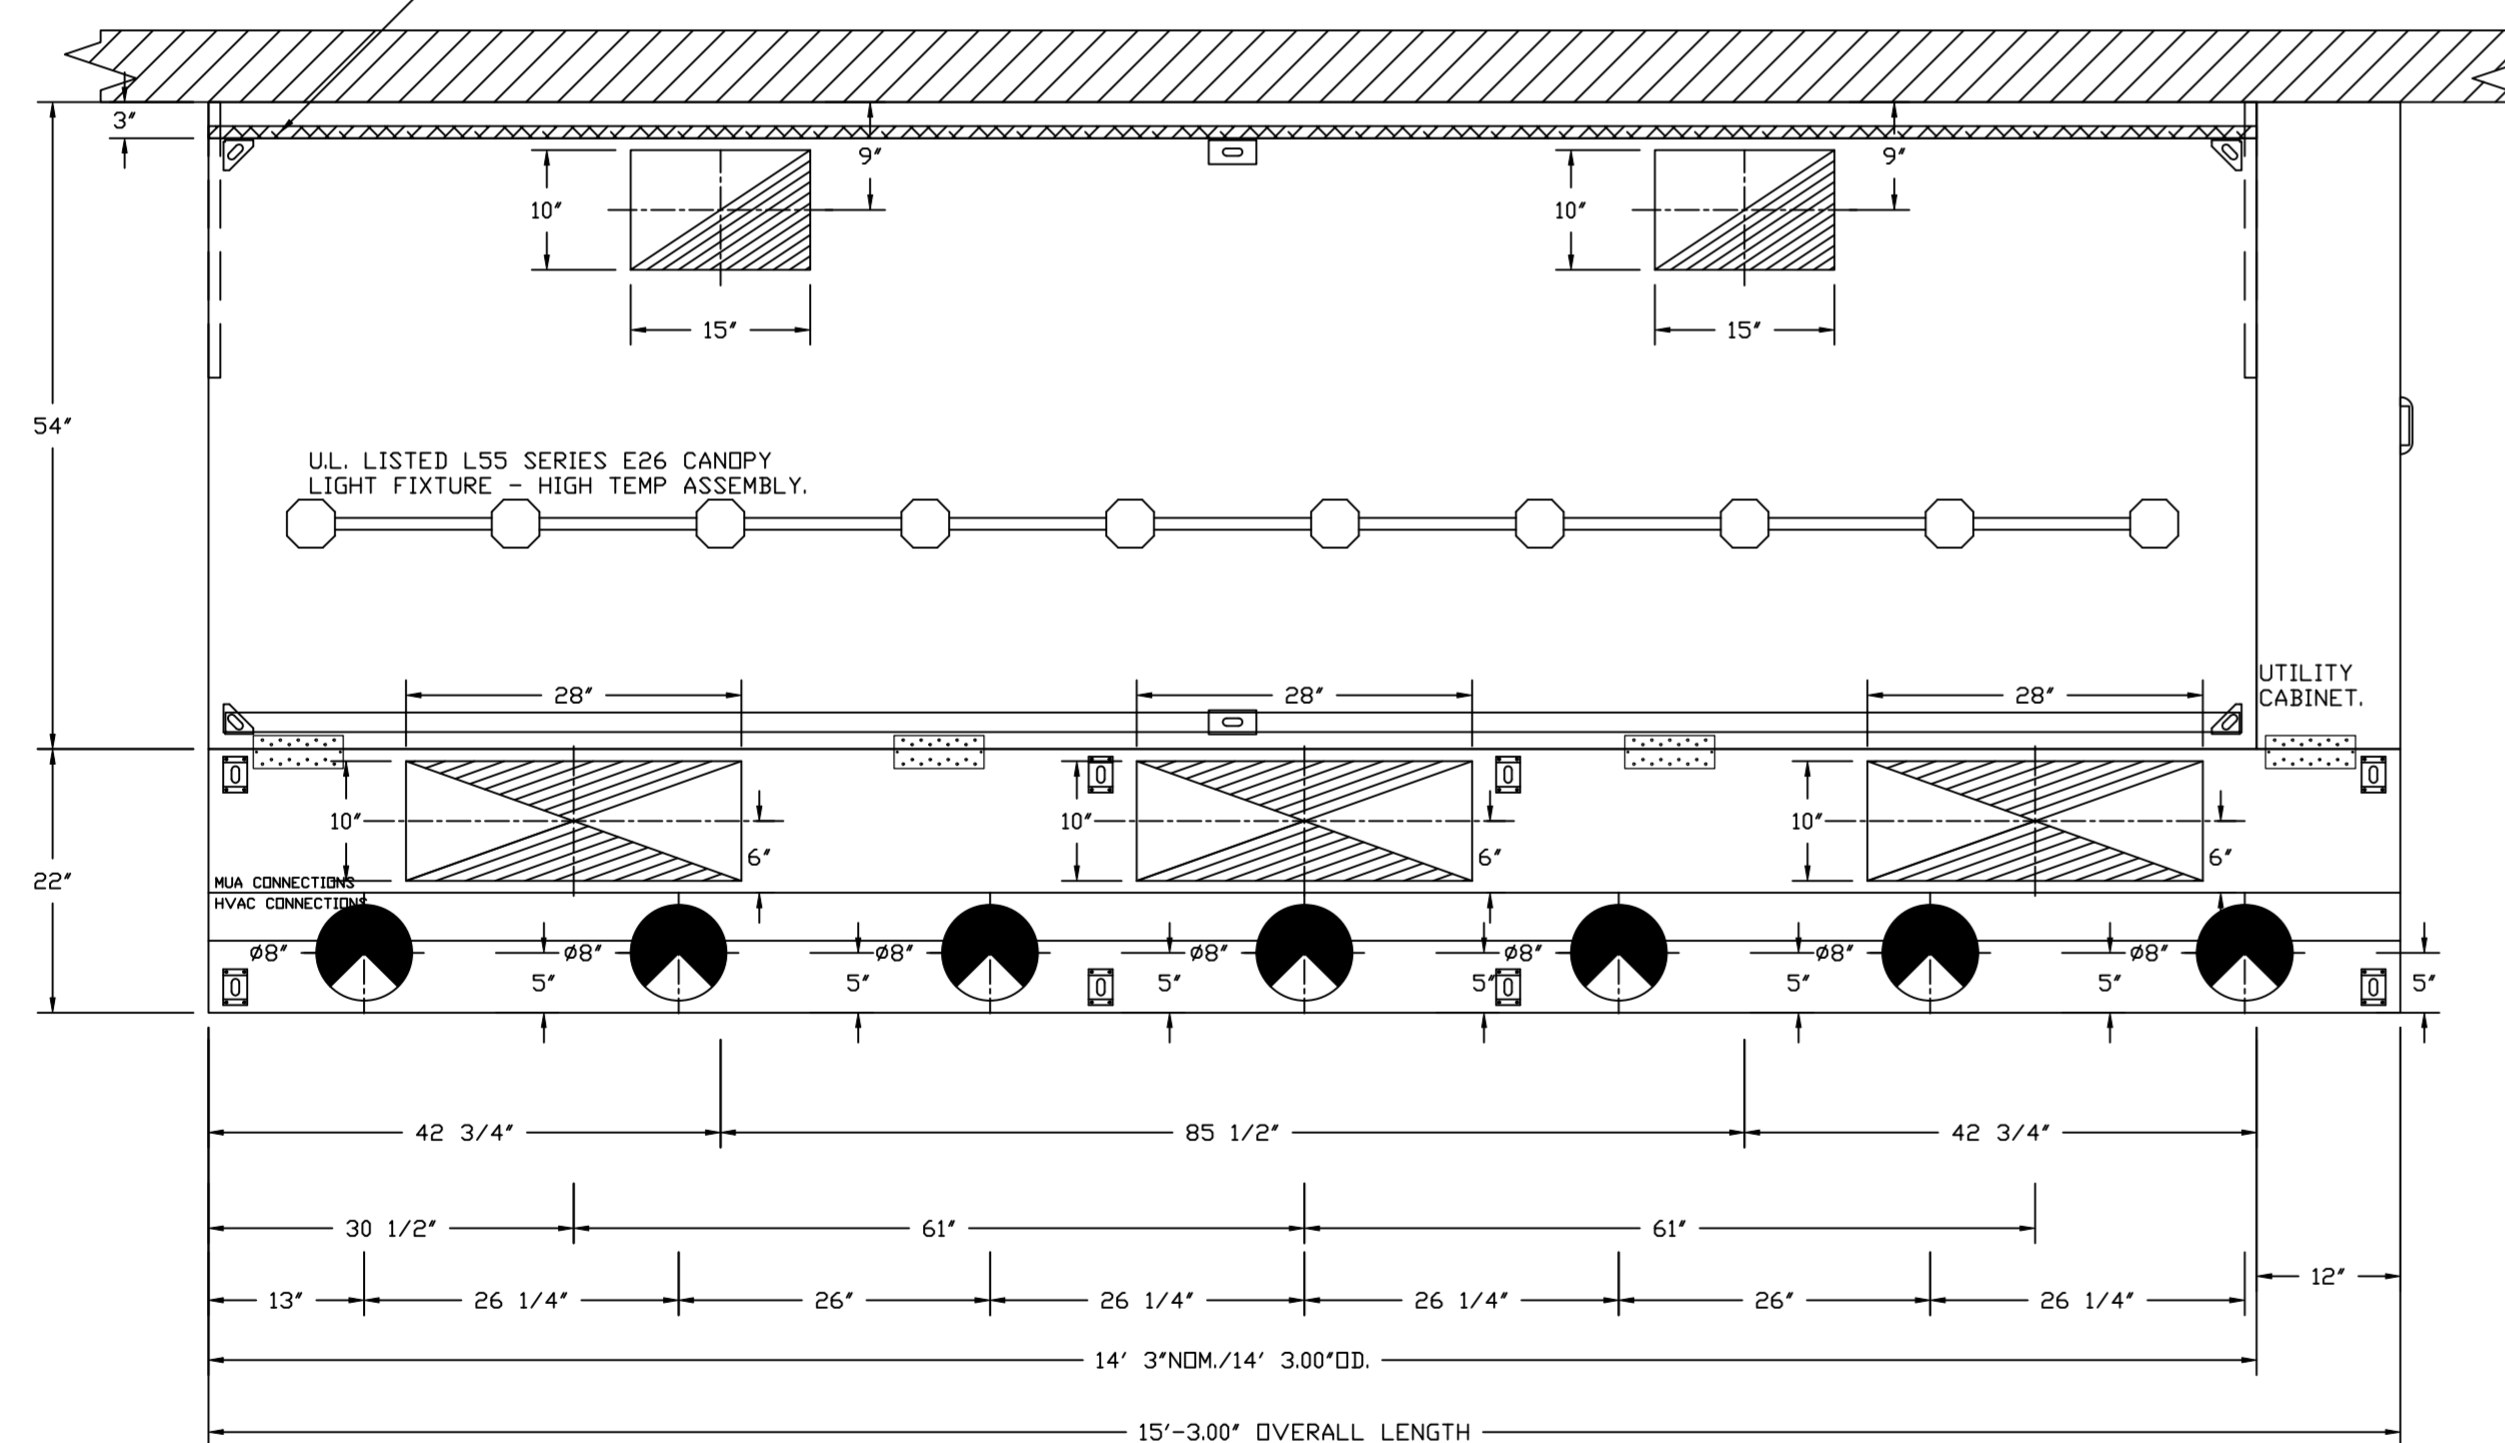 3″
9″
9″
10″
10″
15″
15″
54″
U.L. LISTED L55 SERIES E26 CANOPY
LIGHT FIXTURE - HIGH TEMP ASSEMBLY.
UTILITY
CABINET.
28″
28″
28″
10″
10″
10″
6″
6″
6″
22″
MUA CONNECTIONS
HVAC CONNECTIONS
ø8″
ø8″
ø8″
ø8″
ø8″
ø8″
ø8″
5″
5″
5″
5″
5″
5″
5″
42 3/4″
85 1/2″
42 3/4″
30 1/2″
61″
61″
12″
13″
26 1/4″
26″
26 1/4″
26 1/4″
26″
26 1/4″
14′ 3″NOM./14′ 3.00″OD.
15′-3.00″ OVERALL LENGTH